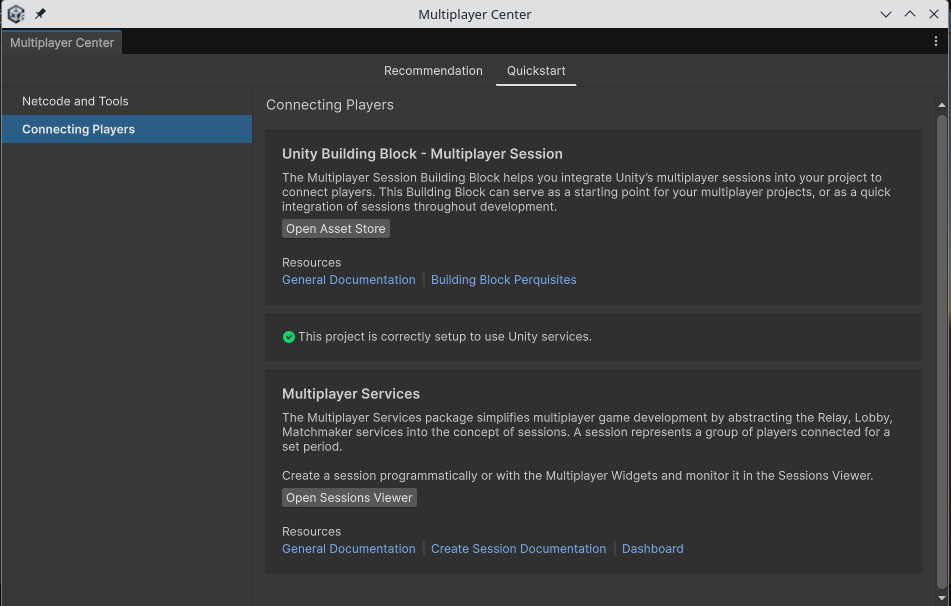 Multiplayer Center
Multiplayer Center
Recommendation
Quickstart
Netcode and Tools
Connecting Players
Connecting Players
Unity Building Block - Multiplayer Session
The Multiplayer Session Building Block helps you integrate Unity's multiplayer sessions into your project to
connect players. This Building Block can serve as a starting point for your multiplayer projects, or as a quick
integration of sessions throughout development.
Open Asset Store
Resources
General Documentation | Building Block Perquisites
This project is correctly setup to use Unity services.
Multiplayer Services
The Multiplayer Services package simplifies multiplayer game development by abstracting the Relay, Lobby,
Matchmaker services into the concept of sessions. A session represents a group of players connected for a
set period.
Create a session programmatically or with the Multiplayer Widgets and monitor it in the Sessions Viewer.
Open Sessions Viewer
Resources
General Documentation | Create Session Documentation | Dashboard